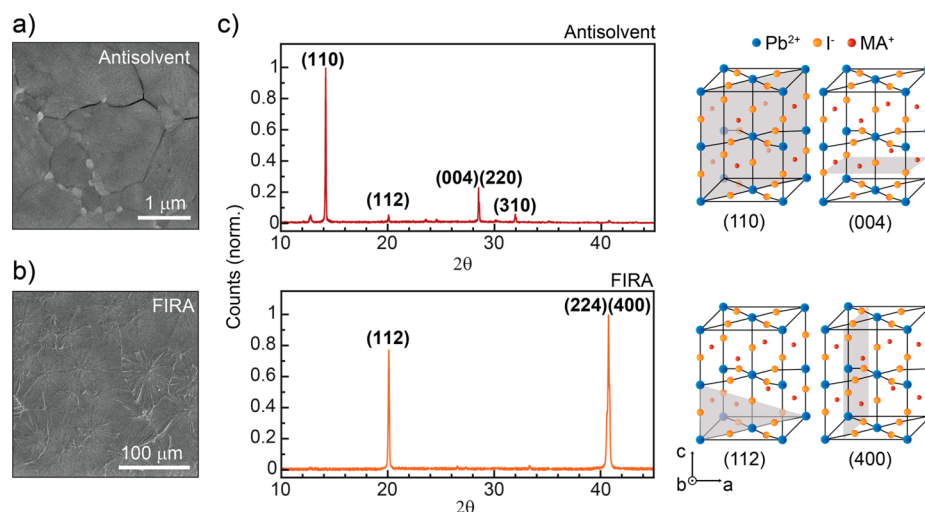 a)
Antisolvent
1 μm
b)
FIRA
100 μm
c)
Antisolvent
Counts (norm.)
(110)
(112)
(004)(220)
(310)
1
0.8
0.6
0.4
0.2
0
10 20 30 40
2θ
FIRA
(112)
(224)(400)
1
0.8
0.6
0.4
0.2
0
10 20 30 40
2θ
Pb²⁺ I⁻ MA⁺
(110) (004)
(112) (400)
c
b a